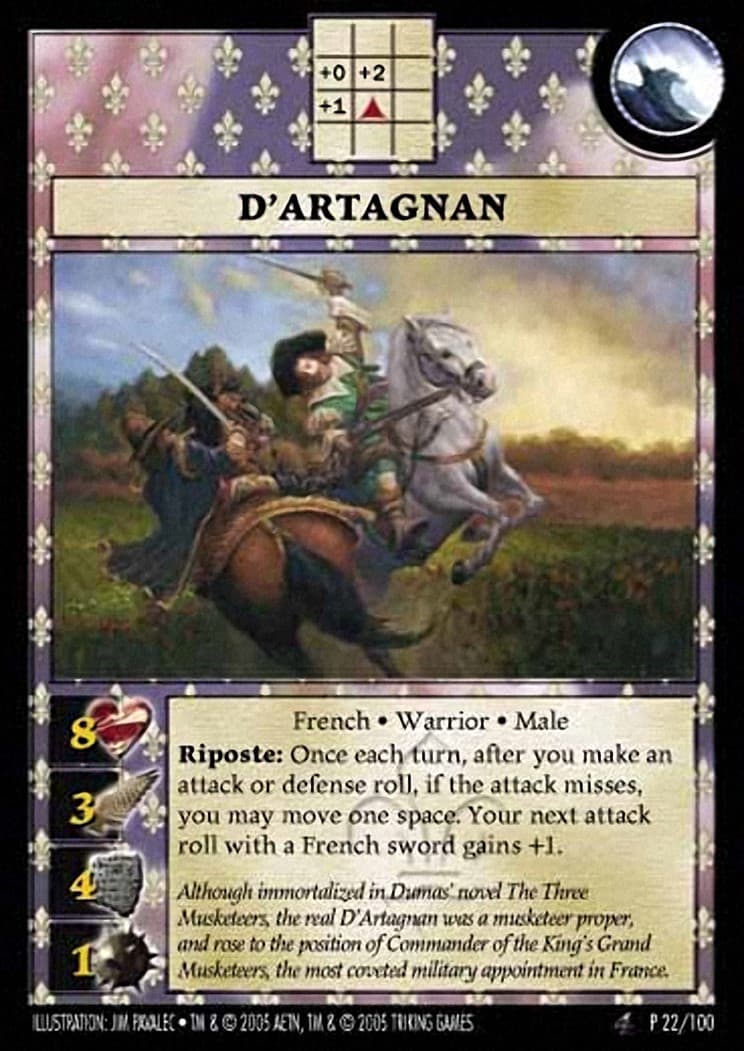 +0 +2
+1
D'ARTAGNAN
8
3
4
1
French • Warrior • Male
Riposte: Once each turn, after you make an
attack or defense roll, if the attack misses,
you may move one space. Your next attack
roll with a French sword gains +1.
Although immortalized in Dumas' novel The Three
Musketeers, the real D'Artagnan was a musketeer proper,
and rose to the position of Commander of the King's Grand
Musketeers, the most coveted military appointment in France.
ILLUSTRATION: JIM PAVALEC • TM & © 2005 AETN, TM & © 2005 TRIKING GAMES
P 22/100